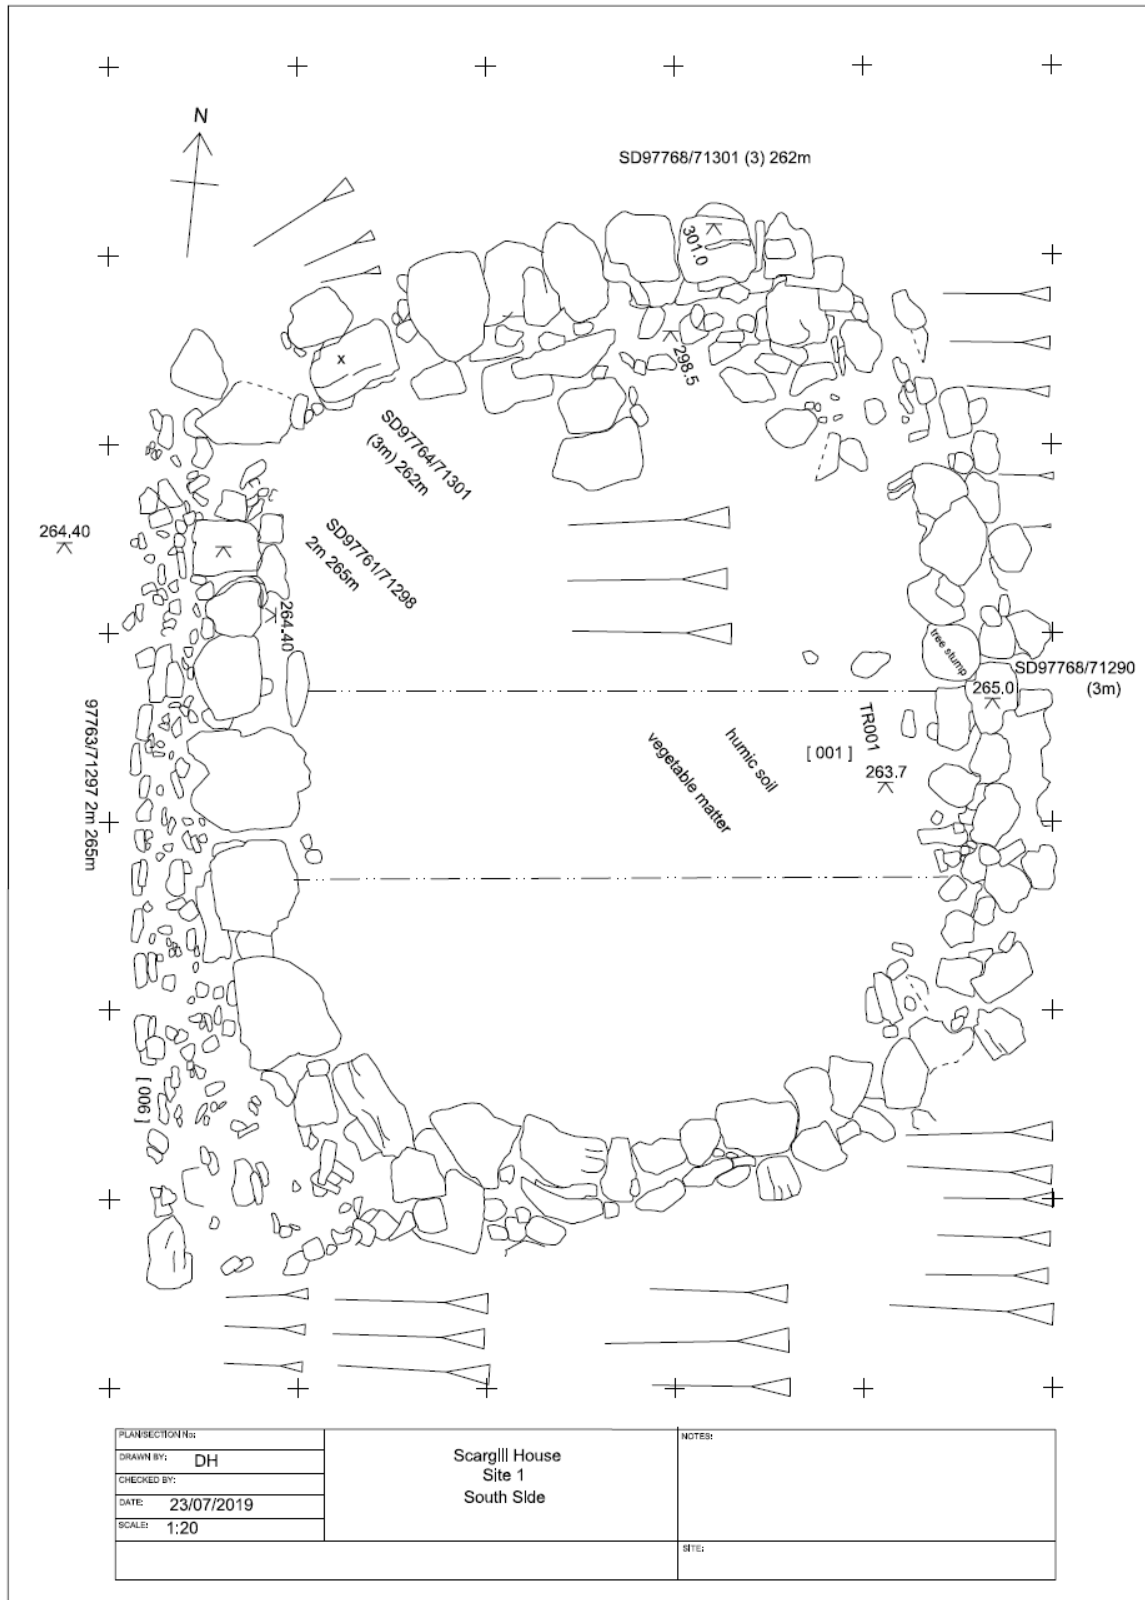 N
SD97768/71301 (3) 262m
301.0
298.5
x
SD97764/71301
(3m) 262m
SD97761/71298
2m 265m
264.40
264.40
tree stump
SD97768/71290
(3m)
265.0
97763/71297 2m 265m
TR001
[ 001 ]
263.7
humic soil
vegetable matter
[ 006 ]
PLAN/SECTION No:
DRAWN BY: DH
CHECKED BY:
DATE: 23/07/2019
SCALE: 1:20
Scargill House
Site 1
South Side
NOTES:
SITE: